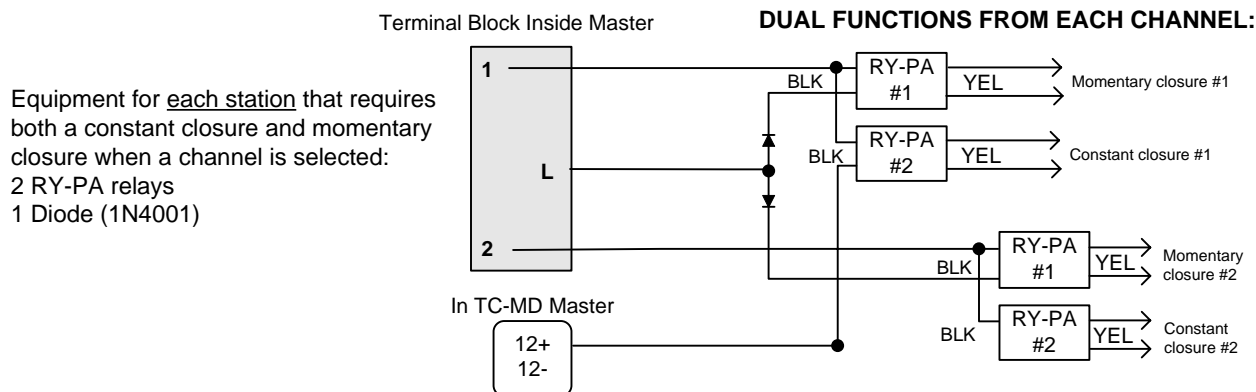 Terminal Block Inside Master
DUAL FUNCTIONS FROM EACH CHANNEL:
Equipment for each station that requires
both a constant closure and momentary
closure when a channel is selected:
2 RY-PA relays
1 Diode (1N4001)
1
L
2
BLK
RY-PA
#1
YEL
Momentary closure #1
BLK
RY-PA
#2
YEL
Constant closure #1
BLK
RY-PA
#1
YEL
Momentary
closure #2
BLK
RY-PA
#2
YEL
Constant
closure #2
In TC-MD Master
12+
12-